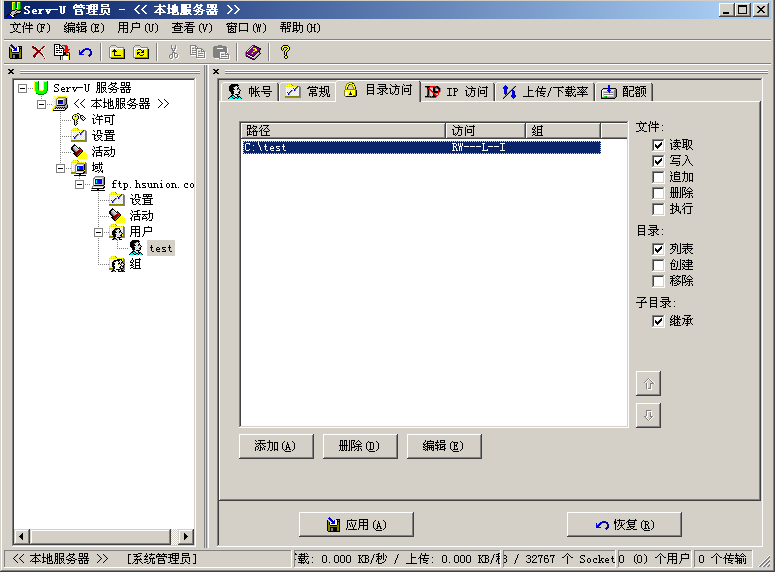 Serv-U 管理员 - << 本地服务器 >>
文件(F) 编辑(E) 用户(U) 查看(V) 窗口(W) 帮助(H)
Serv-U 服务器
<< 本地服务器 >>
许可
设置
活动
域
ftp.hsunion.co
设置
活动
用户
test
组
帐号 常规 目录访问 IP 访问 上传/下载率 配额
路径 访问 组
C:\test RW---L--I
文件:
读取
写入
追加
删除
执行
目录:
列表
创建
移除
子目录:
继承
添加(A) 删除(D) 编辑(E)
应用(A) 恢复(R)
<< 本地服务器 >> [系统管理员] 载: 0.000 KB/秒 / 上传: 0.000 KB/ / 32767 个 Socket 0 (0) 个用户 0 个传输